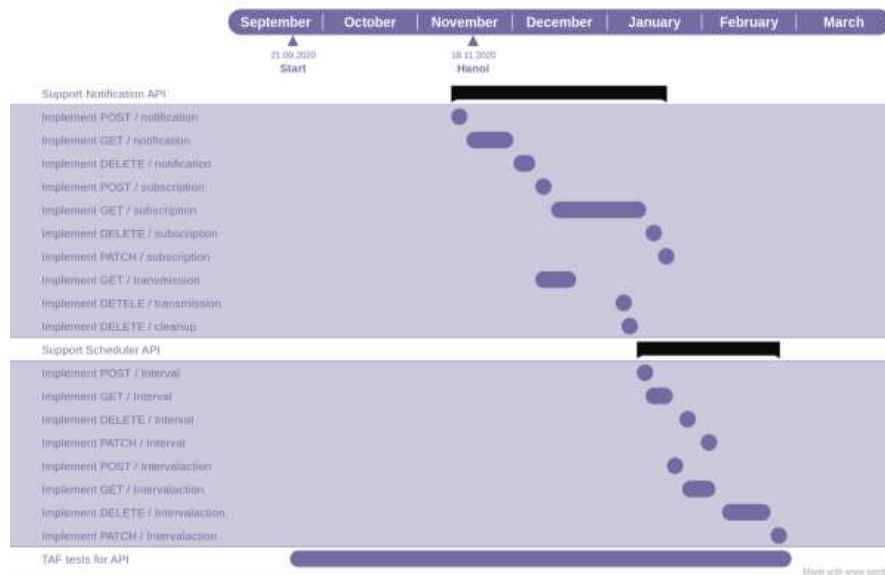 September October November December January February March
21.09.2020 18.11.2020
Start Hanoi
Support Notification API
Implement POST / notification
Implement GET / notification
Implement DELETE / notification
Implement POST / subscription
Implement GET / subscription
Implement DELETE / subscription
Implement PATCH / subscription
Implement GET / transmission
Implement DETELE / transmission
Implement DELETE / cleanup
Support Scheduler API
Implement POST / Interval
Implement GET / Interval
Implement DELETE / Interval
Implement PATCH / Interval
Implement POST / Intervalaction
Implement GET / Intervalaction
Implement DELETE / Intervalaction
Implement PATCH / Intervalaction
TAF tests for API
Made with